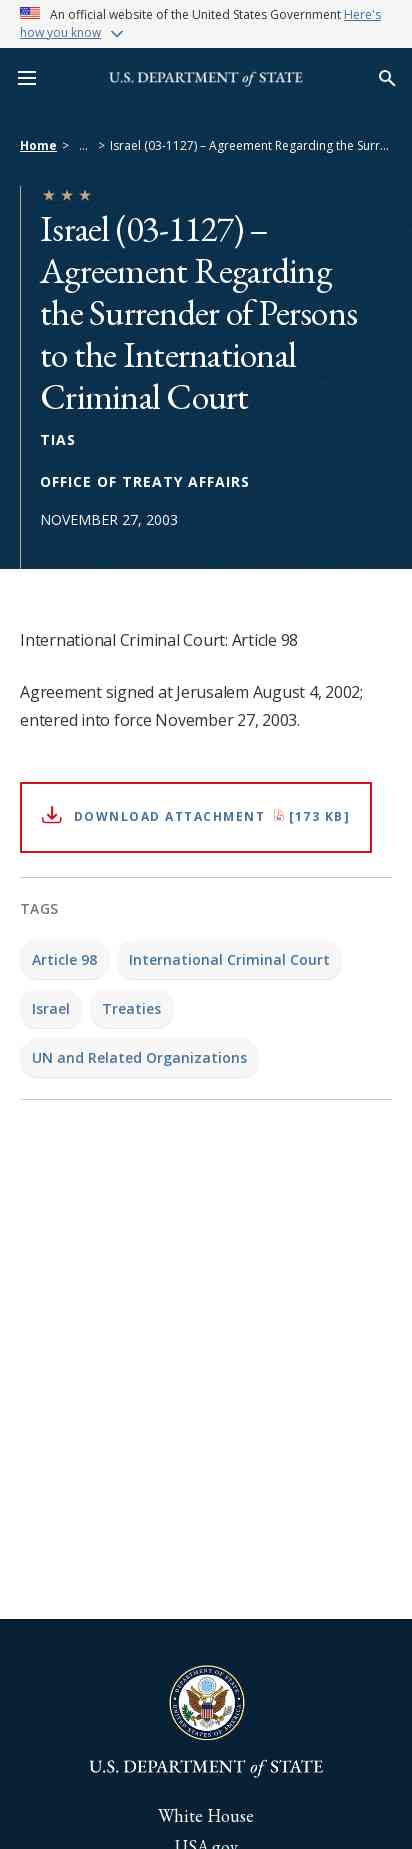 An official website of the United States Government Here's
how you know
U.S. DEPARTMENT of STATE
Home > ... > Israel (03-1127) – Agreement Regarding the Surr...
Israel (03-1127) –
Agreement Regarding
the Surrender of Persons
to the International
Criminal Court
TIAS
OFFICE OF TREATY AFFAIRS
NOVEMBER 27, 2003
International Criminal Court: Article 98
Agreement signed at Jerusalem August 4, 2002;
entered into force November 27, 2003.
DOWNLOAD ATTACHMENT [173 KB]
TAGS
Article 98 International Criminal Court
Israel Treaties
UN and Related Organizations
DEPARTMENT OF STATE
UNITED STATES OF AMERICA
U.S. DEPARTMENT of STATE
White House
USA.gov